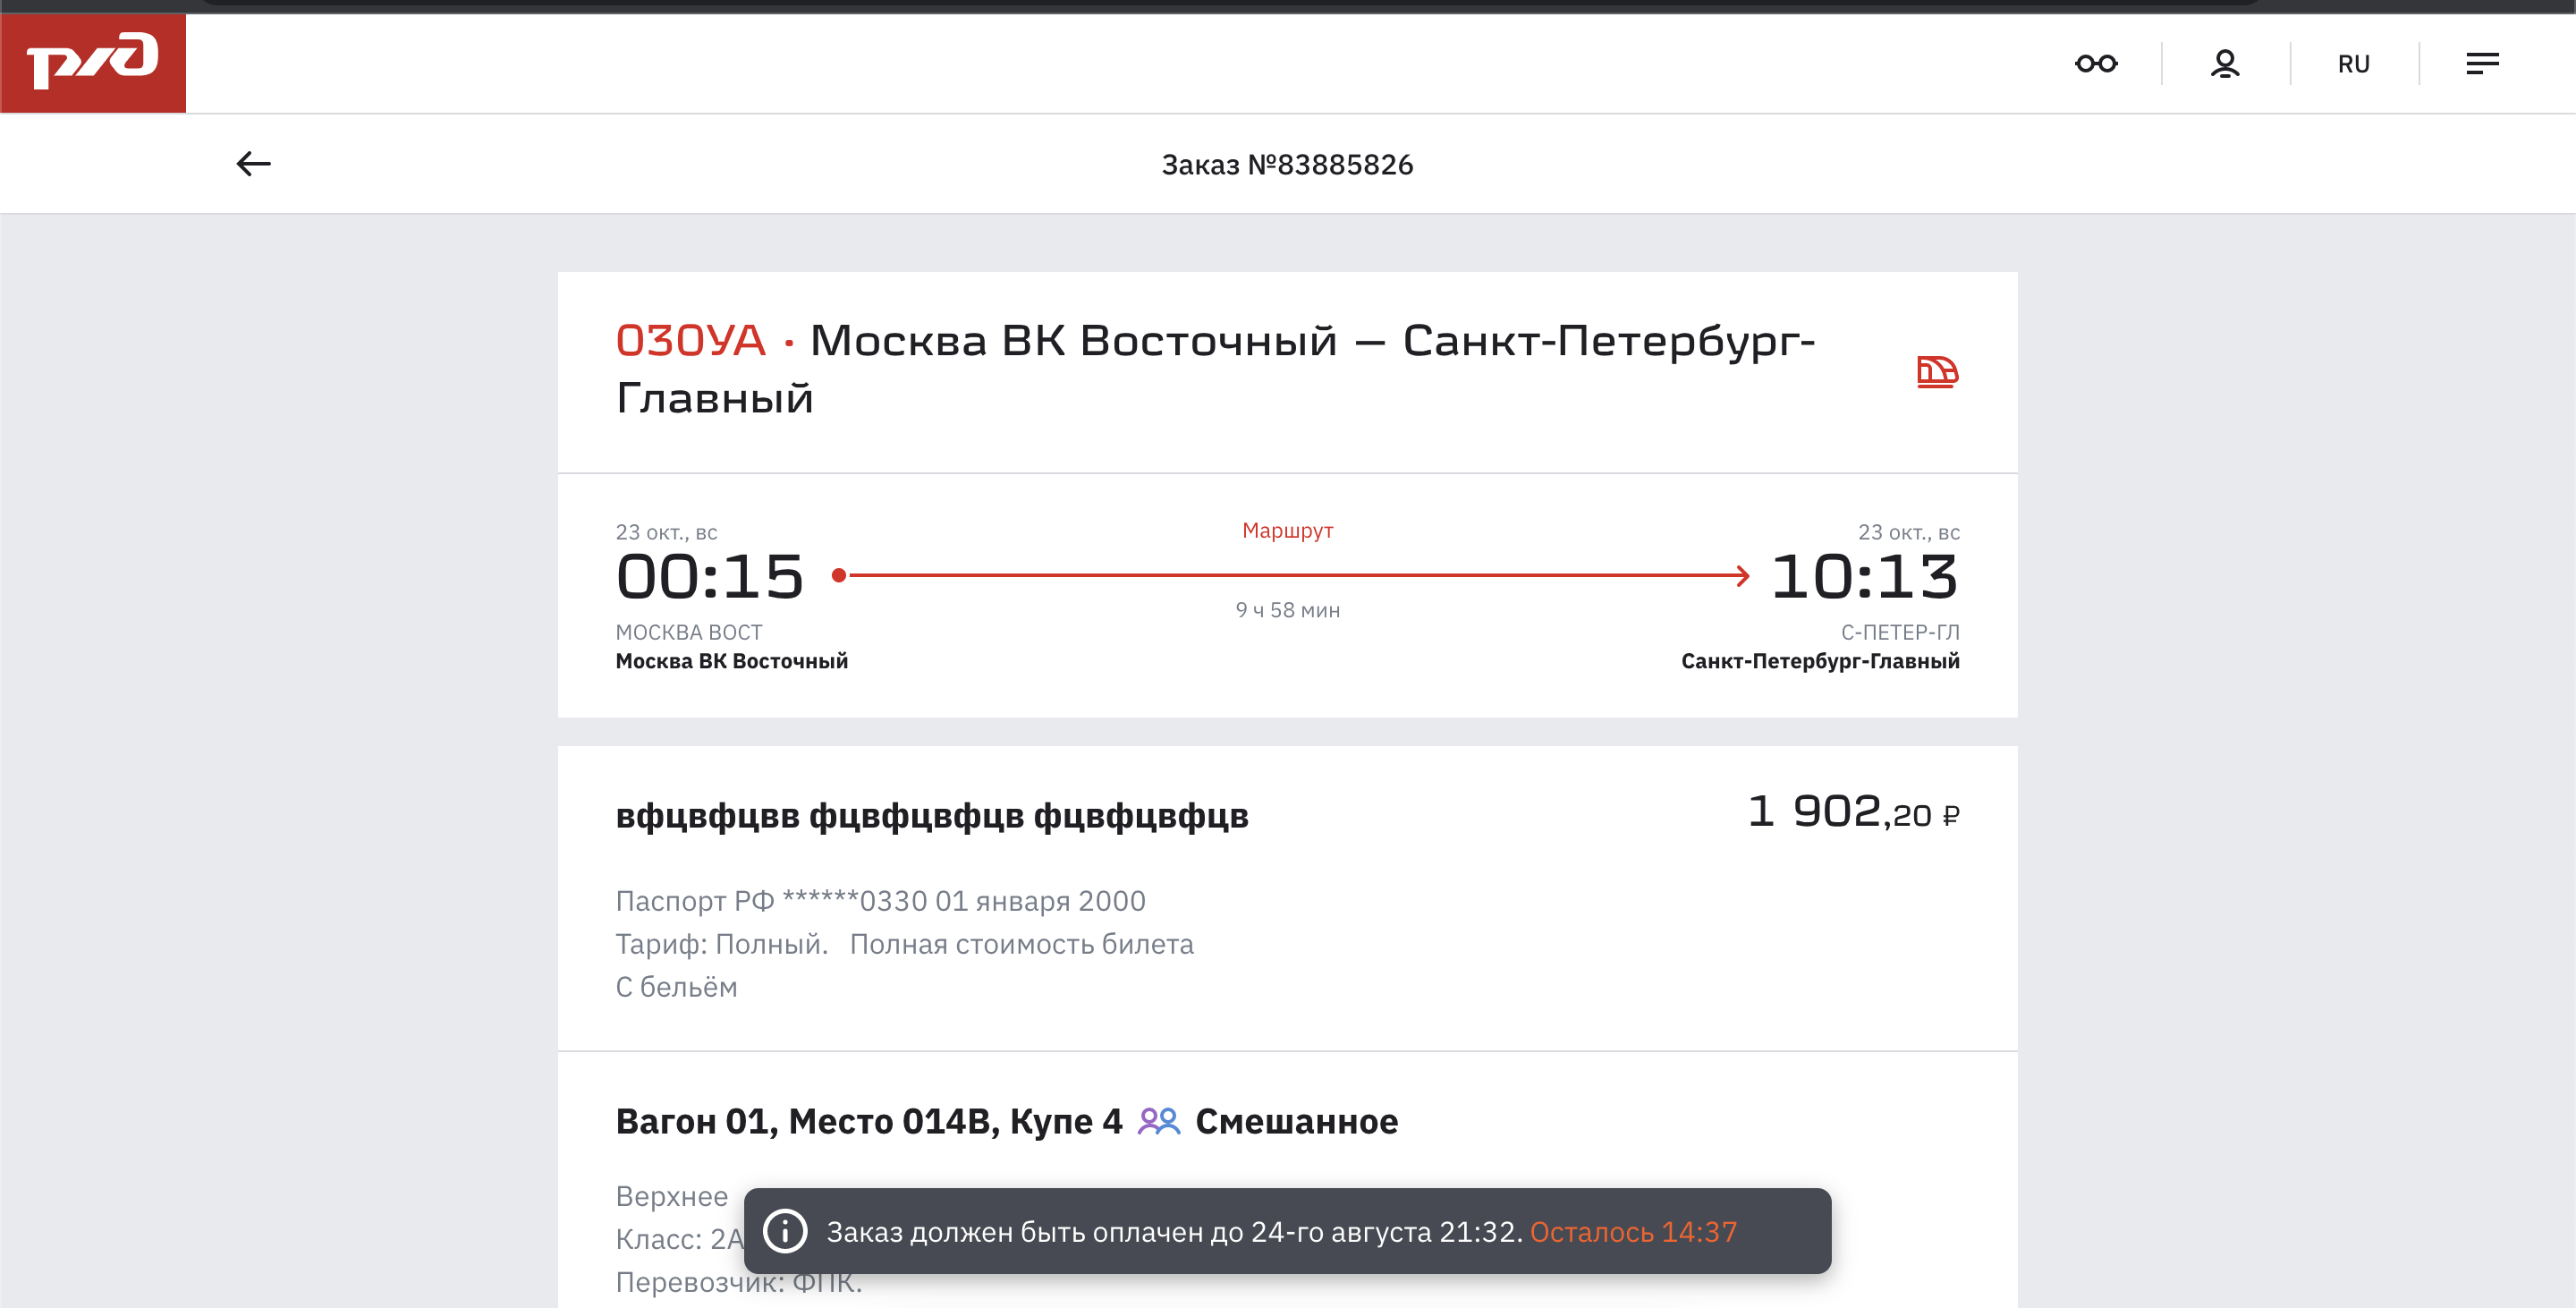 РЖД
RU
Заказ №83885826
030УА · Москва ВК Восточный — Санкт-Петербург-
Главный
23 окт., вс
Маршрут
23 окт., вс
00:15
10:13
9 ч 58 мин
МОСКВА ВОСТ
С-ПЕТЕР-ГЛ
Москва ВК Восточный
Санкт-Петербург-Главный
вфцвфцвв фцвфцвфцв фцвфцвфцв
1 902,20 ₽
Паспорт РФ ******0330 01 января 2000
Тариф: Полный. Полная стоимость билета
С бельём
Вагон 01, Место 014В, Купе 4 Смешанное
Верхнее
Класс: 2А
Заказ должен быть оплачен до 24-го августа 21:32. Осталось 14:37
Перевозчик: ФПК.